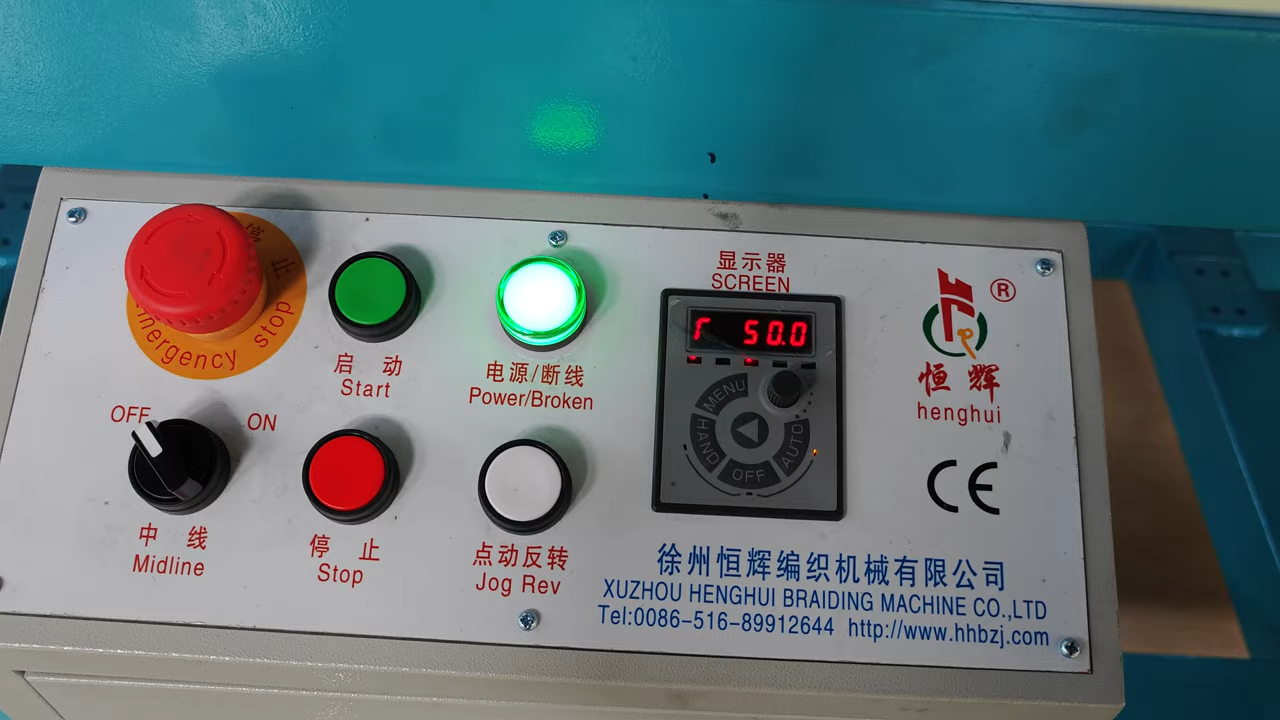 停 止
Emergency stop
启 动
Start
电源/断线
Power/Broken
显示器
SCREEN
r 50.0
MENU
HAND
OFF
AUTO
®
恒辉
henghui
CE
OFF
ON
中 线
Midline
停 止
Stop
点动反转
Jog Rev
徐州恒辉编织机械有限公司
XUZHOU HENGHUI BRAIDING MACHINE CO.,LTD
Tel:0086-516-89912644 http://www.hhbzj.com